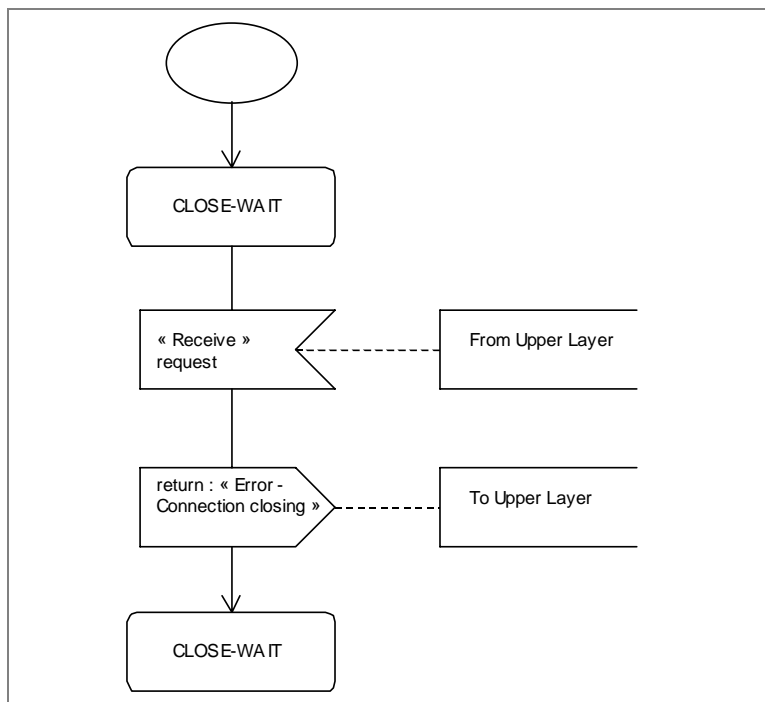 CLOSE-WAIT
« Receive »
request
From Upper Layer
return : « Error -
Connection closing »
To Upper Layer
CLOSE-WAIT